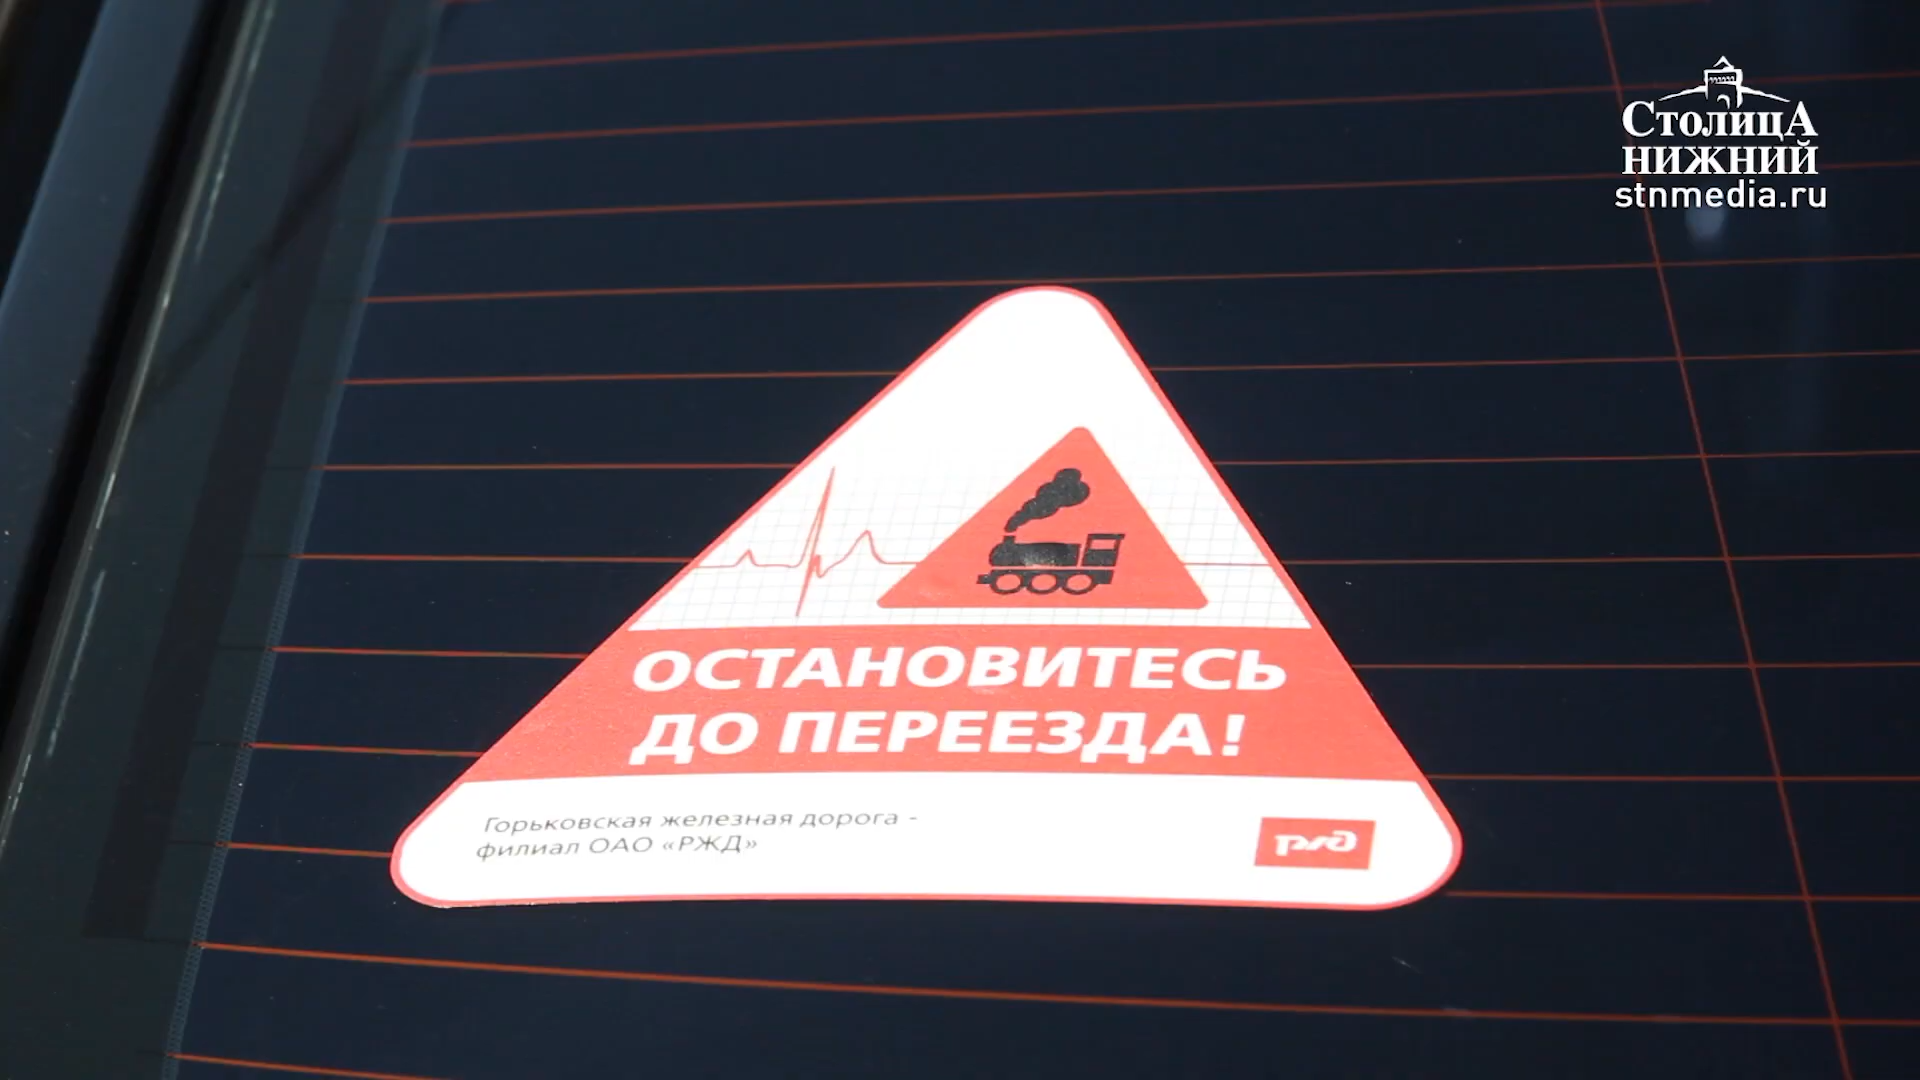 СтолицА
НИЖНИЙ
stnmedia.ru
ОСТАНОВИТЕСЬ
ДО ПЕРЕЕЗДА!
Горьковская железная дорога -
филиал ОАО «РЖД»
ржд